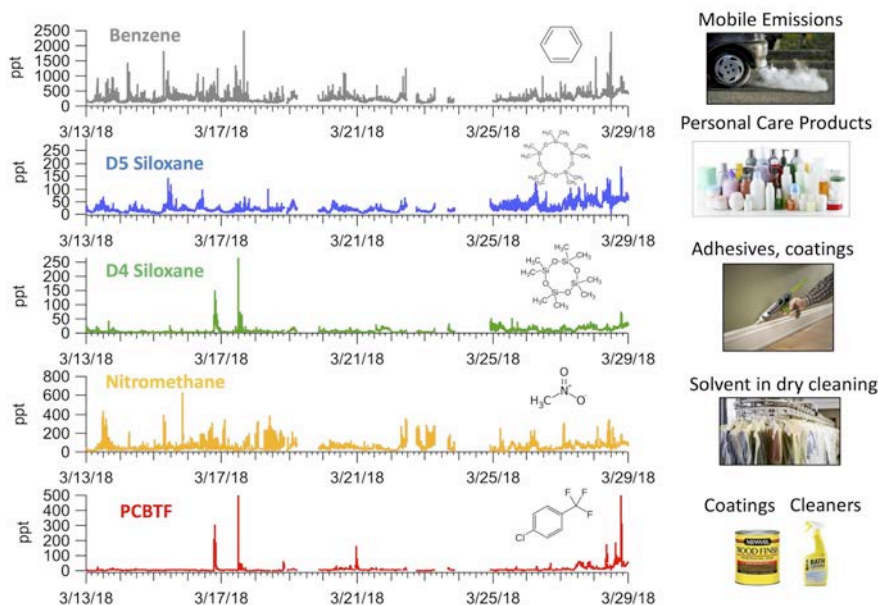 Mobile Emissions
Benzene
ppt
2500
2000
1500
1000
500
0
3/13/18 3/17/18 3/21/18 3/25/18 3/29/18
Personal Care Products
D5 Siloxane
ppt
250
200
150
100
50
0
3/13/18 3/17/18 3/21/18 3/25/18 3/29/18
Adhesives, coatings
D4 Siloxane
ppt
250
200
150
100
50
0
3/13/18 3/17/18 3/21/18 3/25/18 3/29/18
Solvent in dry cleaning
Nitromethane
ppt
800
600
400
200
0
O
H₃C N⁺ O⁻
3/13/18 3/17/18 3/21/18 3/25/18 3/29/18
Coatings Cleaners
PCBTF
ppt
500
400
300
200
100
0
F
F
F
Cl
MINWAX
WOOD FINISH
BATH
3/13/18 3/17/18 3/21/18 3/25/18 3/29/18